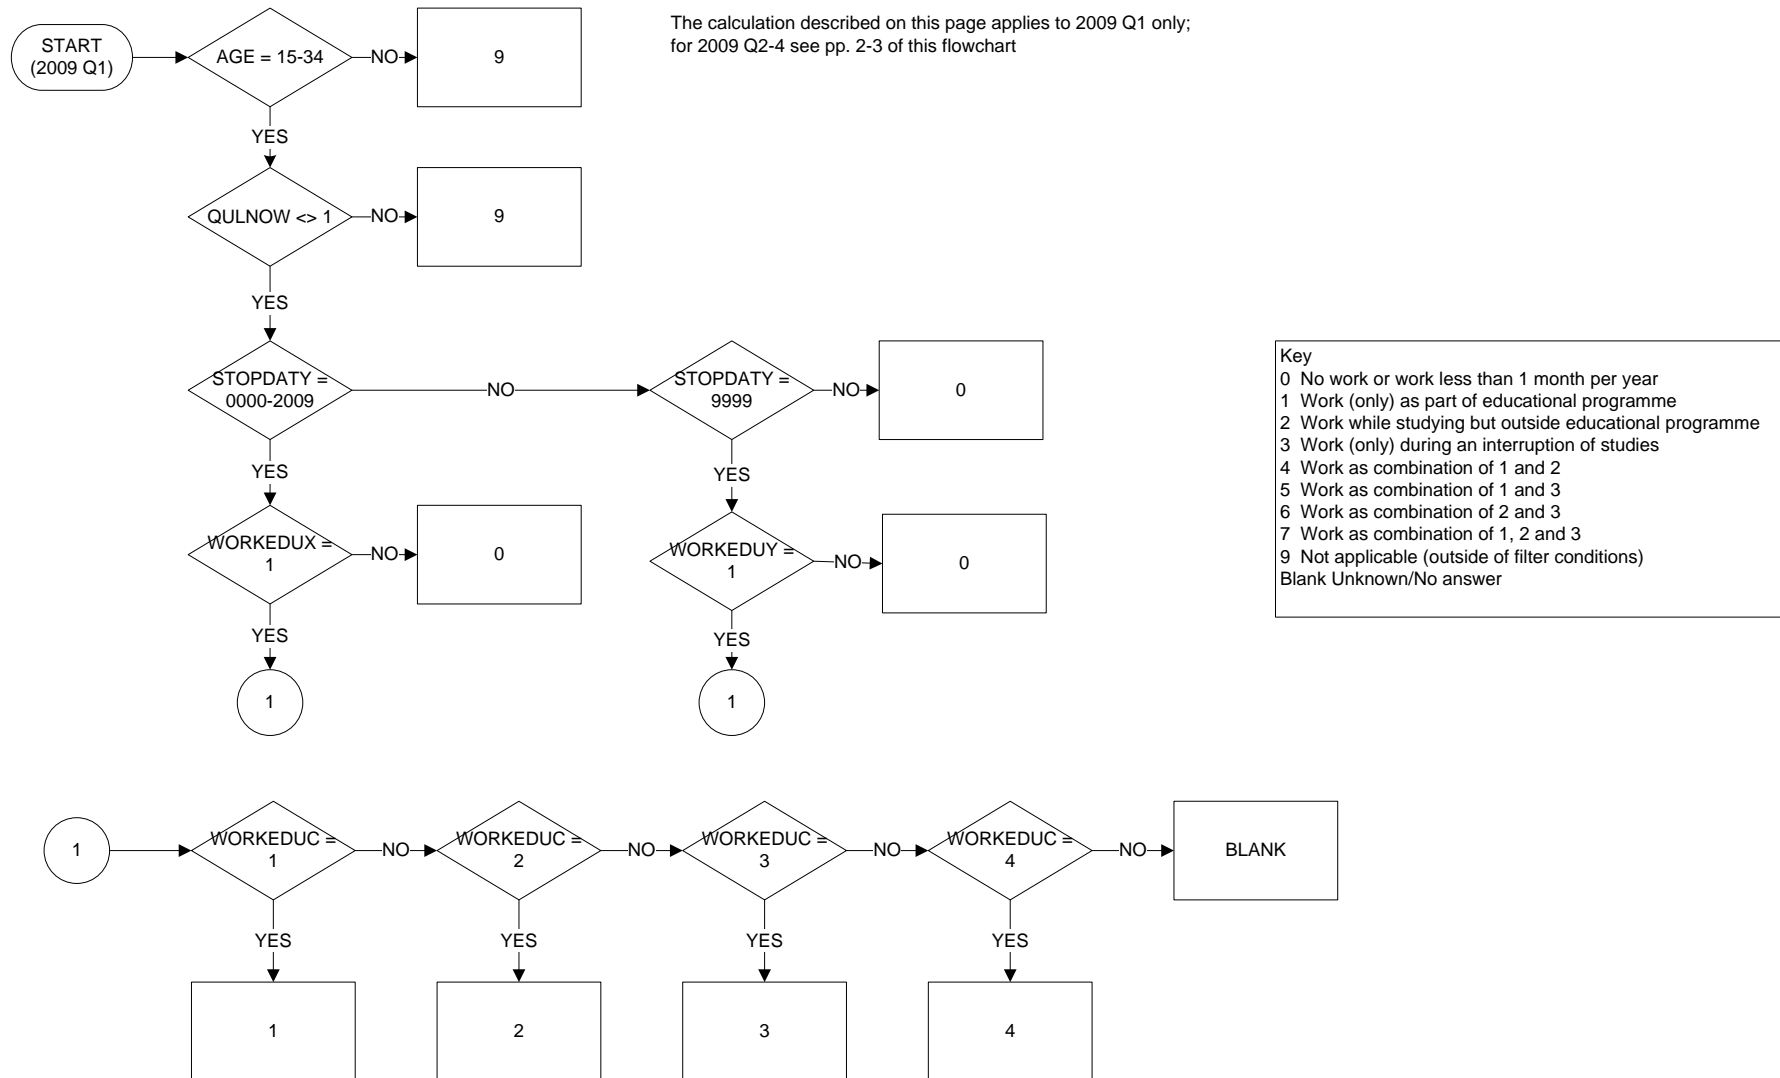 The calculation described on this page applies to 2009 Q1 only;
for 2009 Q2-4 see pp. 2-3 of this flowchart
START
(2009 Q1)
AGE = 15-34
NO
9
YES
QULNOW <> 1
NO
9
YES
STOPDATY =
0000-2009
NO
STOPDATY =
9999
NO
0
YES
YES
WORKEDUX =
1
NO
0
WORKEDUY =
1
NO
0
YES
YES
1
1
Key
0 No work or work less than 1 month per year
1 Work (only) as part of educational programme
2 Work while studying but outside educational programme
3 Work (only) during an interruption of studies
4 Work as combination of 1 and 2
5 Work as combination of 1 and 3
6 Work as combination of 2 and 3
7 Work as combination of 1, 2 and 3
9 Not applicable (outside of filter conditions)
Blank Unknown/No answer
1
WORKEDUC =
1
NO
WORKEDUC =
2
NO
WORKEDUC =
3
NO
WORKEDUC =
4
NO
BLANK
YES
YES
YES
YES
1
2
3
4